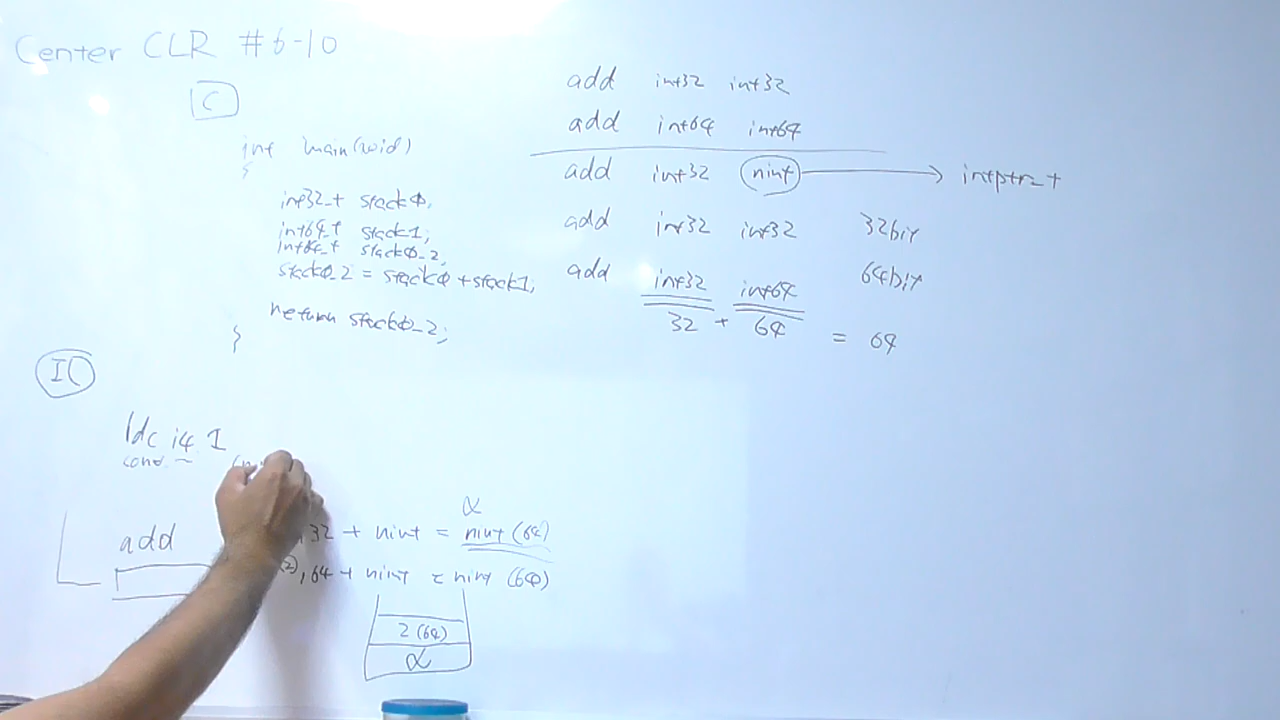 Center CLR #6-10
C
int main(void)
{
int32_t stack0;
int64_t stack1;
int64_t stack0_2;
stack0_2 = stack0 + stack1;
return stack0_2;
}
add int32 int32
add int64 int64
add int32 nint → intptr_t
add int32 int32 32bit
add int32 int64 64bit
32 + 64 = 64
IL
ldc i4 1
α
add 32 + nint = nint (64)
64 + nint = nint (64)
2 (64)
α